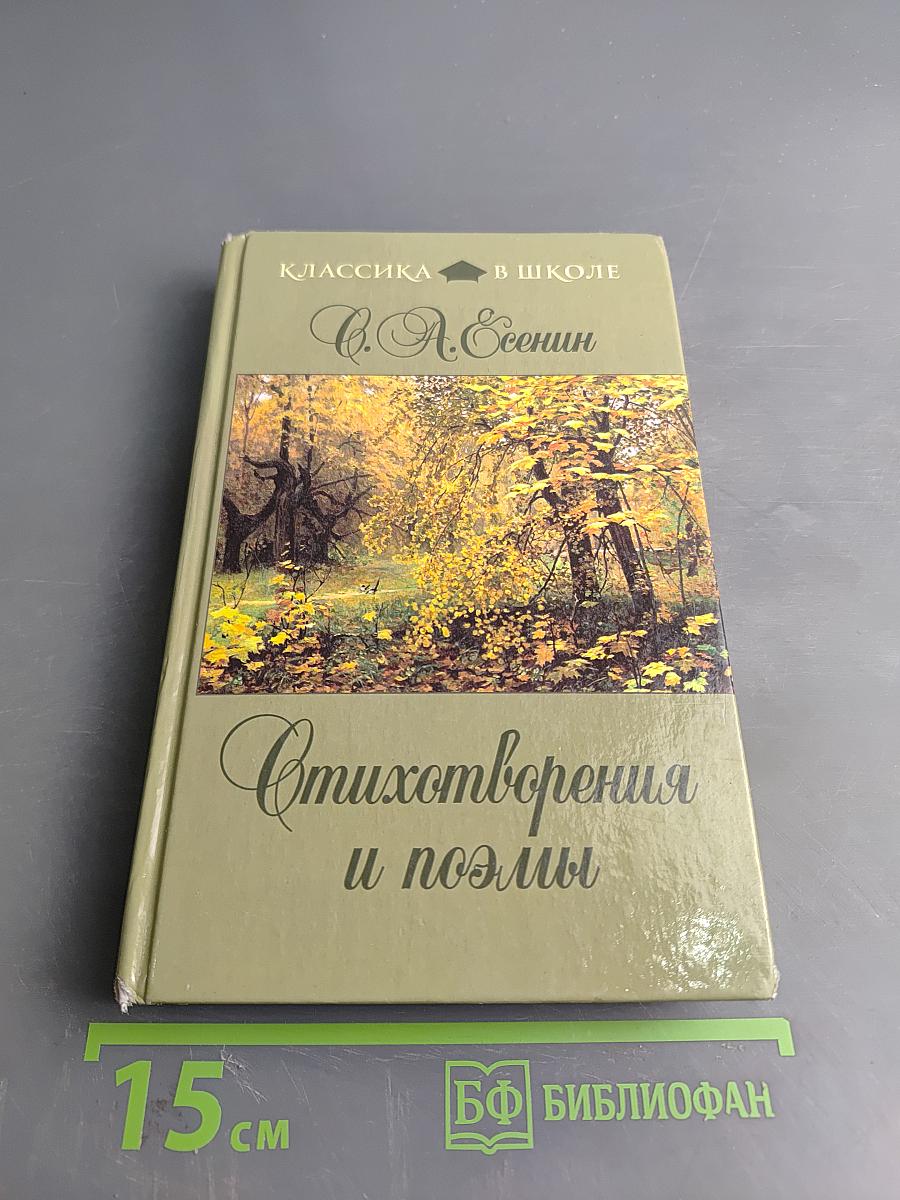 КЛАССИКА В ШКОЛЕ
С. А. Есенин
Стихотворения
и поэмы
15 см
БФ БИБЛИОФАН